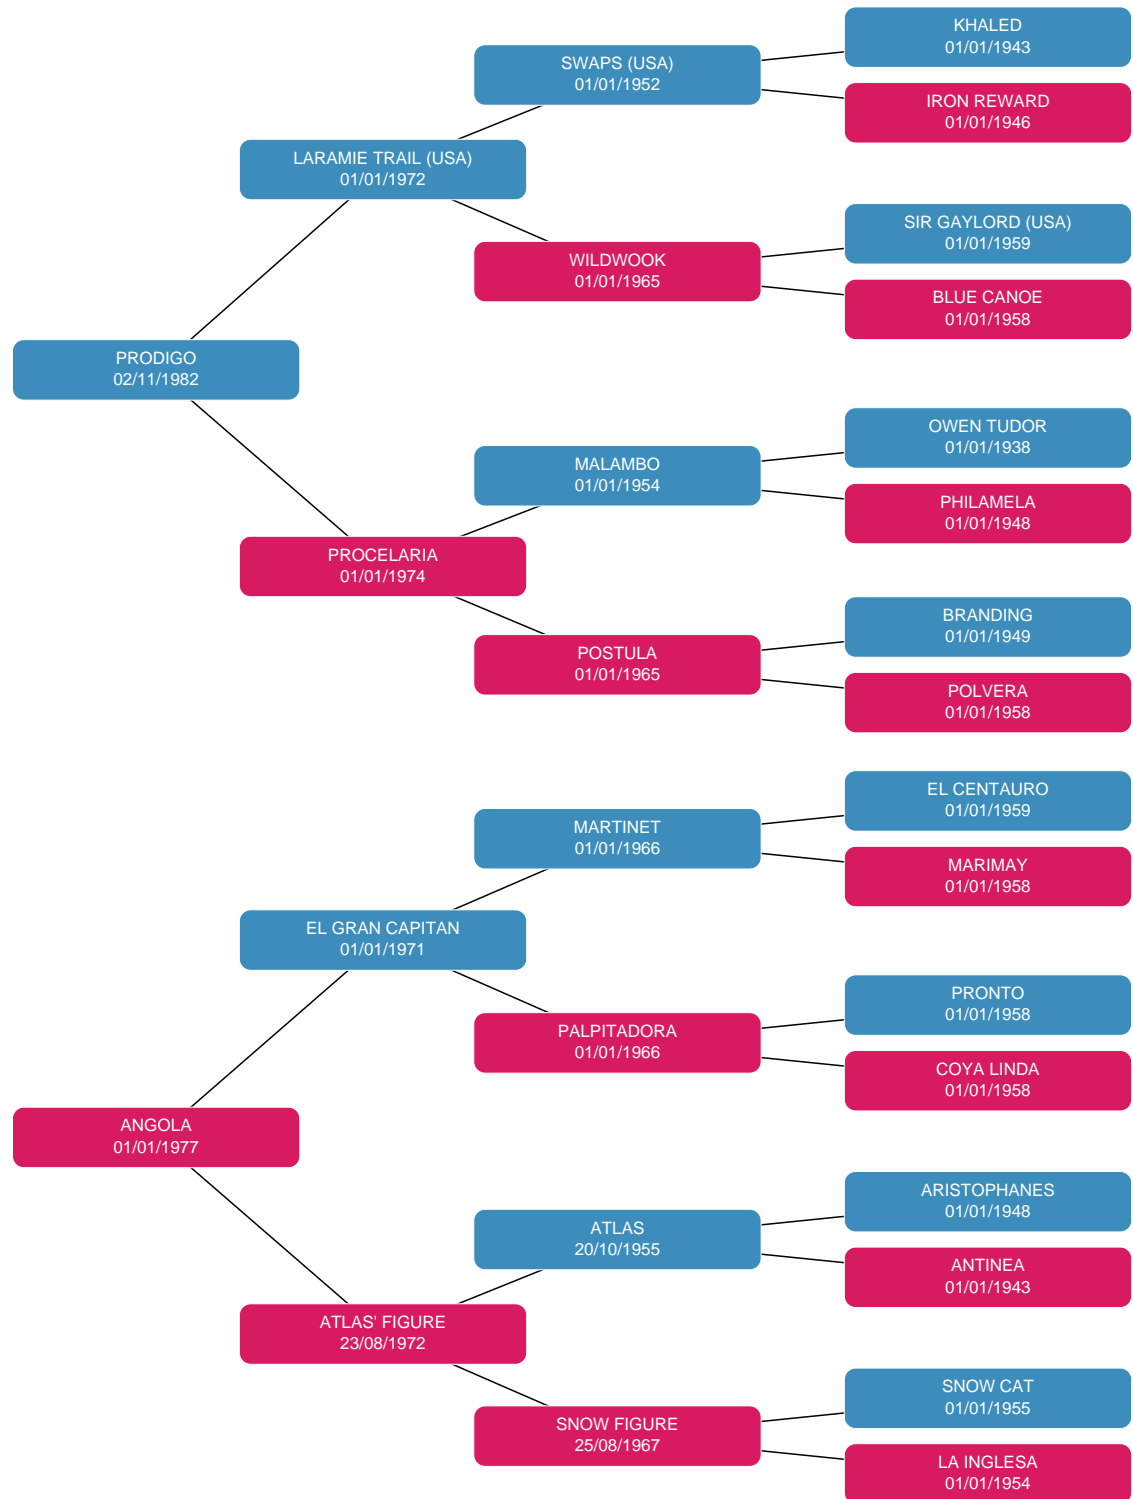 KHALED
01/01/1943
SWAPS (USA)
01/01/1952
IRON REWARD
01/01/1946
LARAMIE TRAIL (USA)
01/01/1972
SIR GAYLORD (USA)
01/01/1959
WILDWOOK
01/01/1965
BLUE CANOE
01/01/1958
PRODIGO
02/11/1982
OWEN TUDOR
01/01/1938
MALAMBO
01/01/1954
PHILAMELA
01/01/1948
PROCELARIA
01/01/1974
BRANDING
01/01/1949
POSTULA
01/01/1965
POLVERA
01/01/1958
EL CENTAURO
01/01/1959
MARTINET
01/01/1966
MARIMAY
01/01/1958
EL GRAN CAPITAN
01/01/1971
PRONTO
01/01/1958
PALPITADORA
01/01/1966
COYA LINDA
01/01/1958
ANGOLA
01/01/1977
ARISTOPHANES
01/01/1948
ATLAS
20/10/1955
ANTINEA
01/01/1943
ATLAS' FIGURE
23/08/1972
SNOW CAT
01/01/1955
SNOW FIGURE
25/08/1967
LA INGLESA
01/01/1954